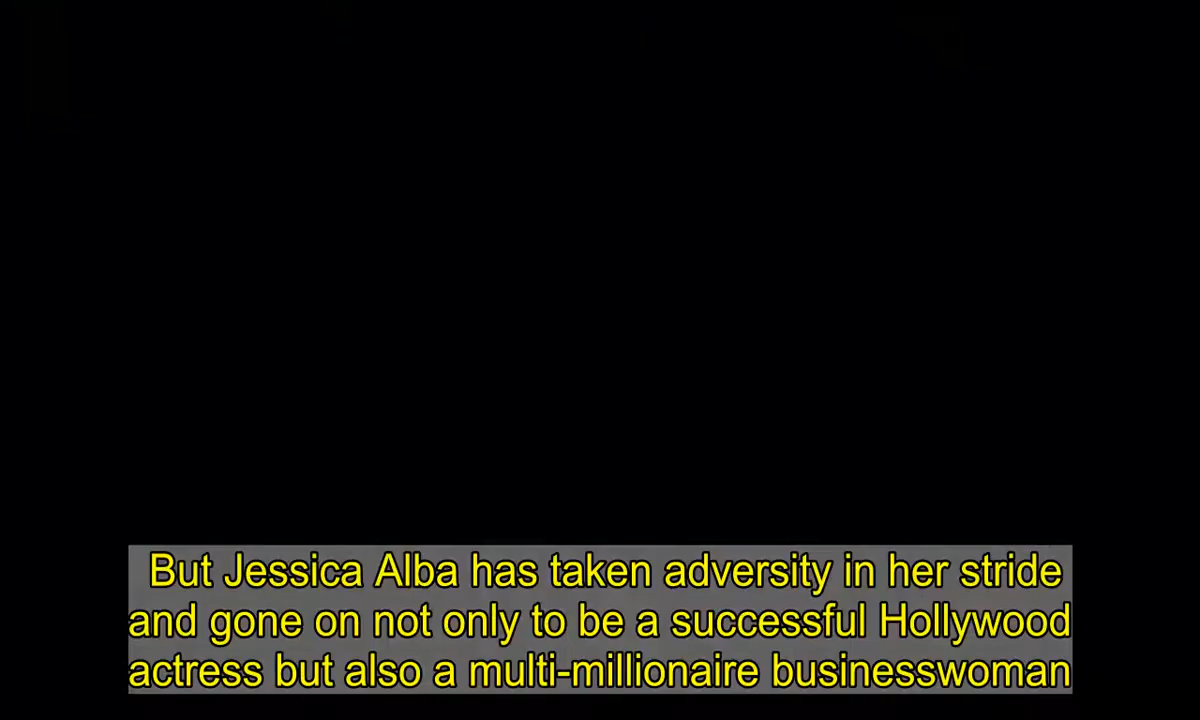 But Jessica Alba has taken adversity in her stride
and gone on not only to be a successful Hollywood
actress but also a multi-millionaire businesswoman